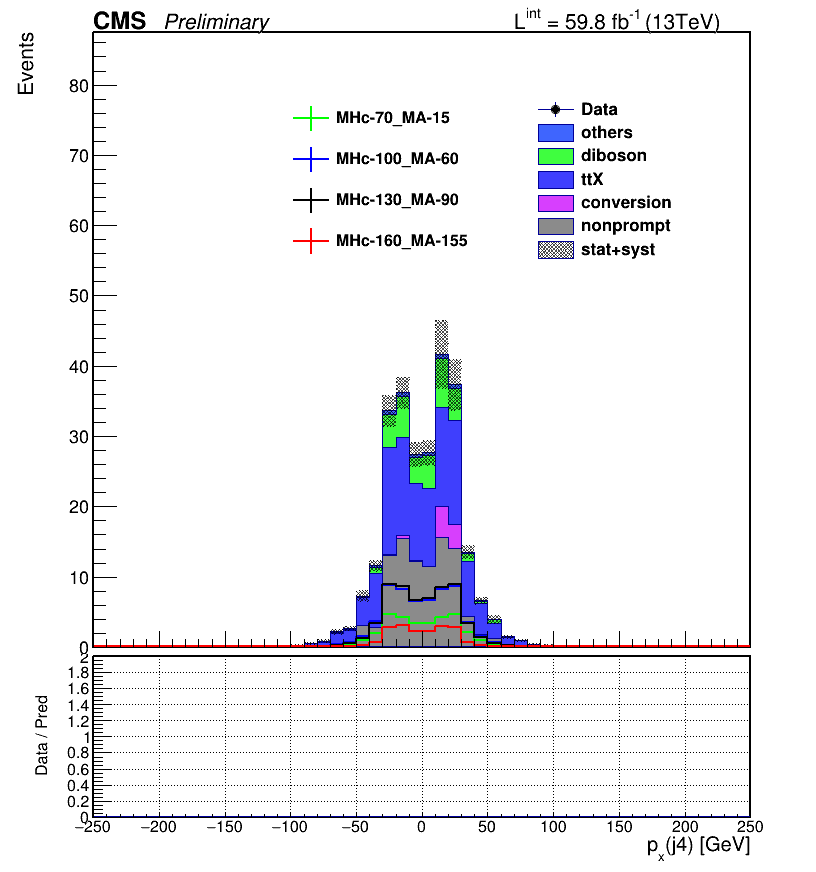 CMS Preliminary L^int = 59.8 fb^-1 (13TeV)
Events
80
70
60
50
40
30
20
10
0
MHc-70_MA-15
MHc-100_MA-60
MHc-130_MA-90
MHc-160_MA-155
Data
others
diboson
ttX
conversion
nonprompt
stat+syst
Data / Pred
2
1.8
1.6
1.4
1.2
1
0.8
0.6
0.4
0.2
0
−250 −200 −150 −100 −50 0 50 100 150 200 250
p_x(j4) [GeV]